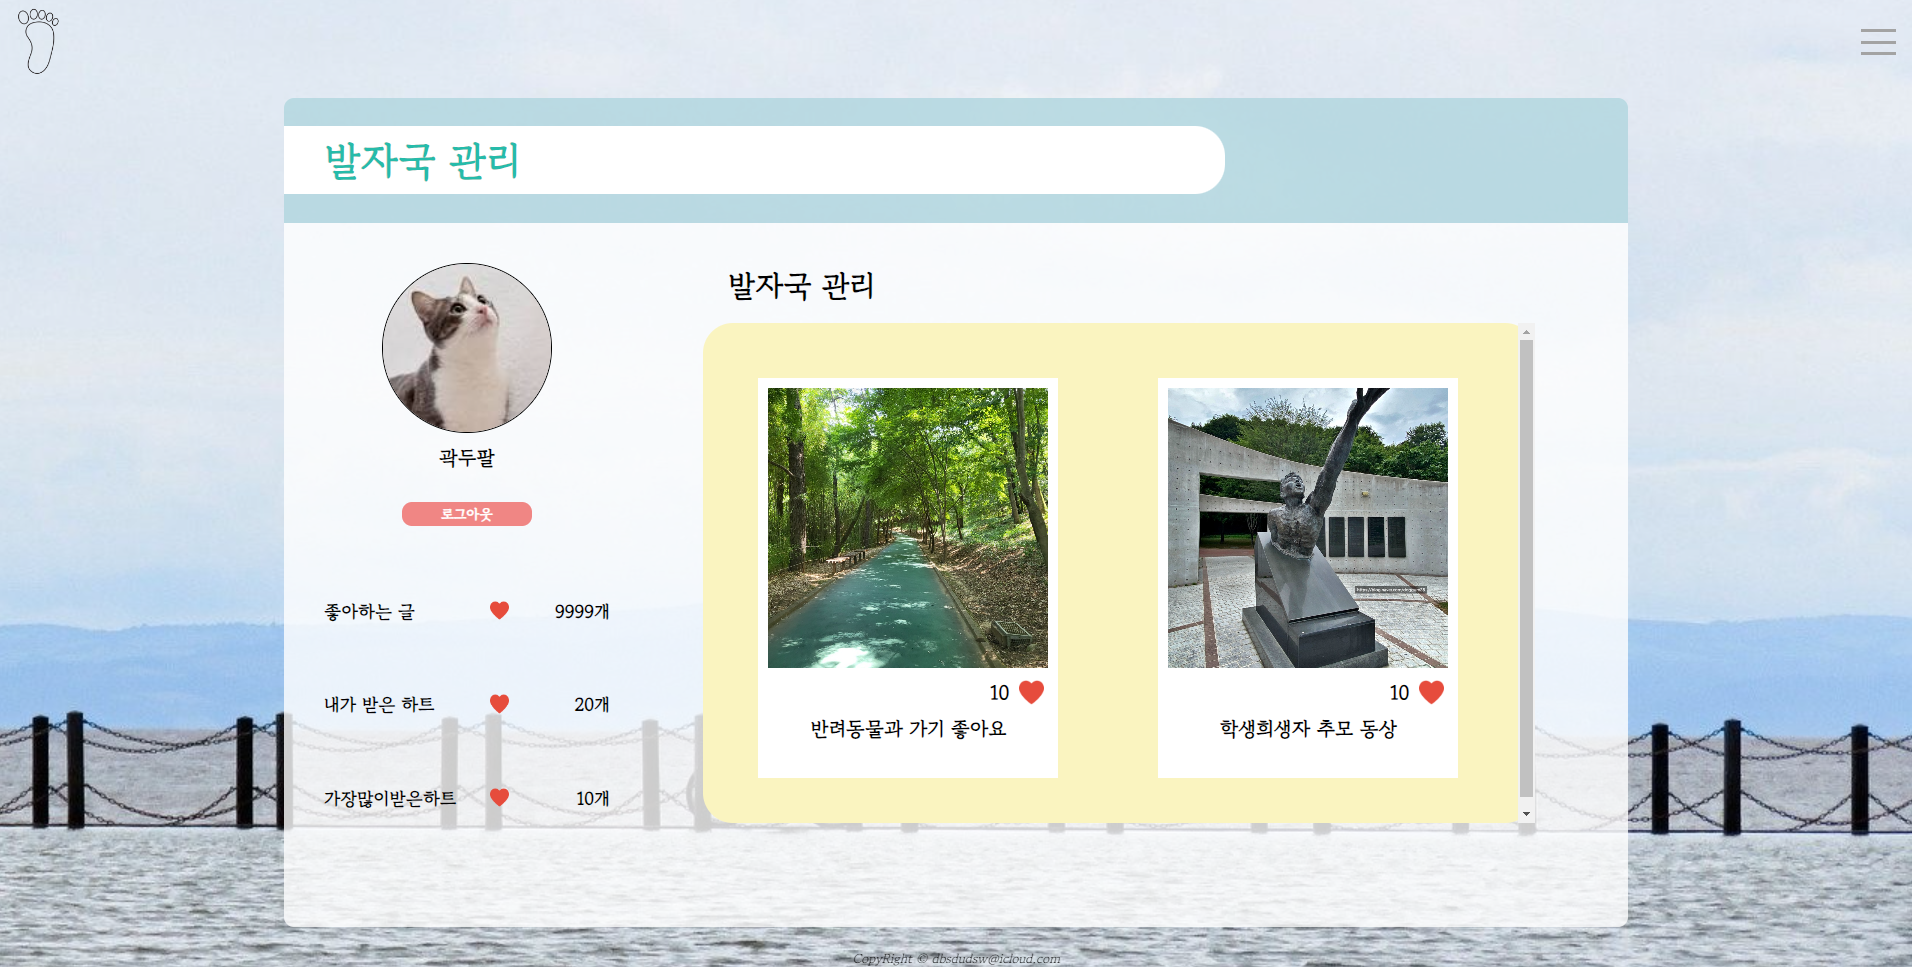 발자국 관리
곽두팔
로그아웃
좋아하는 글 9999개
내가 받은 하트 20개
가장많이받은하트 10개
발자국 관리
10
반려동물과 가기 좋아요
10
학생희생자 추모 동상
CopyRight © dbsdudsw@icloud.com